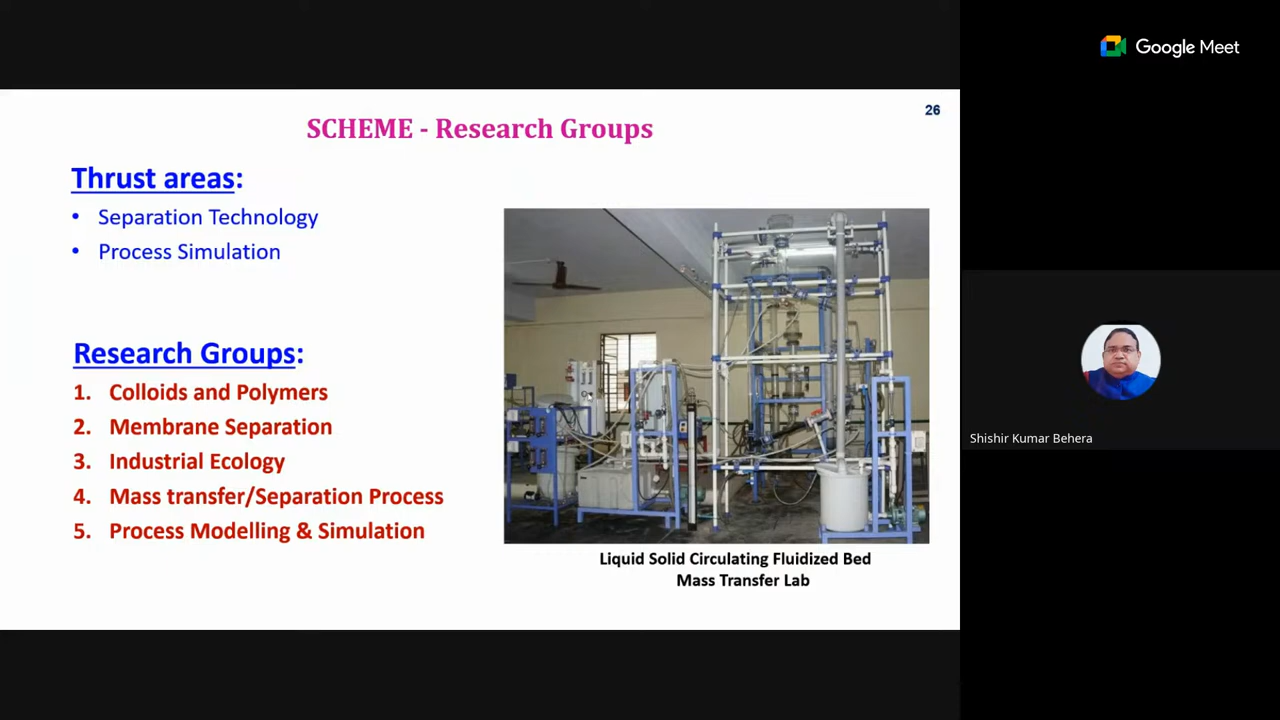 Google Meet
26
SCHEME - Research Groups
Thrust areas:
• Separation Technology
• Process Simulation
Research Groups:
1. Colloids and Polymers
2. Membrane Separation
3. Industrial Ecology
4. Mass transfer/Separation Process
5. Process Modelling & Simulation
Liquid Solid Circulating Fluidized Bed
Mass Transfer Lab
Shishir Kumar Behera